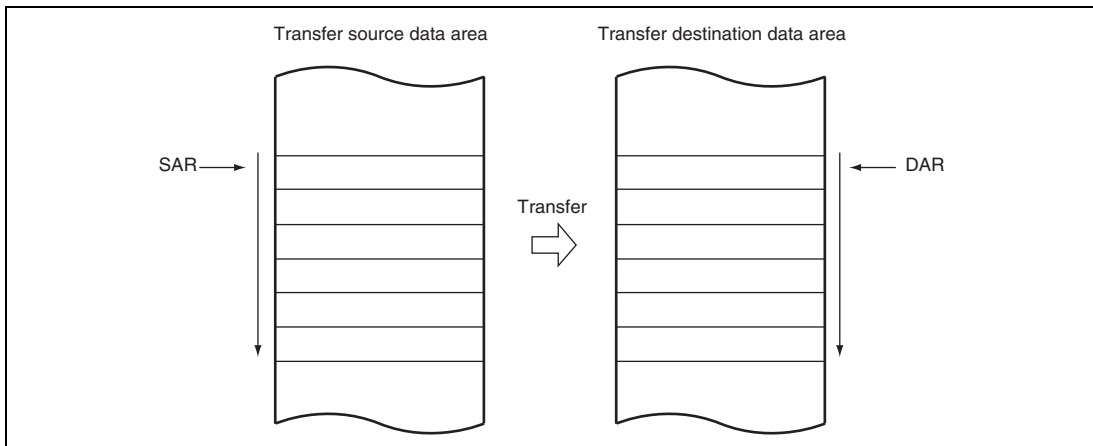 Transfer source data area
Transfer destination data area
SAR
DAR
Transfer